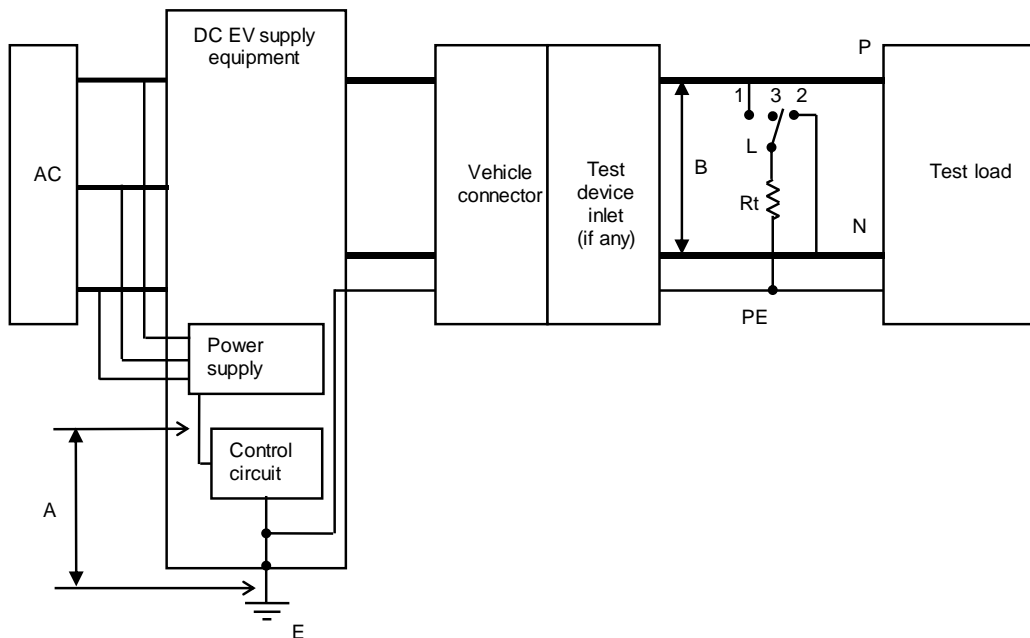 DC EV supply
equipment
P
1 3 2
AC
L
B
Vehicle
connector
Test
device
inlet
(if any)
Test load
Rt
N
PE
Power
supply
Control
circuit
A
E